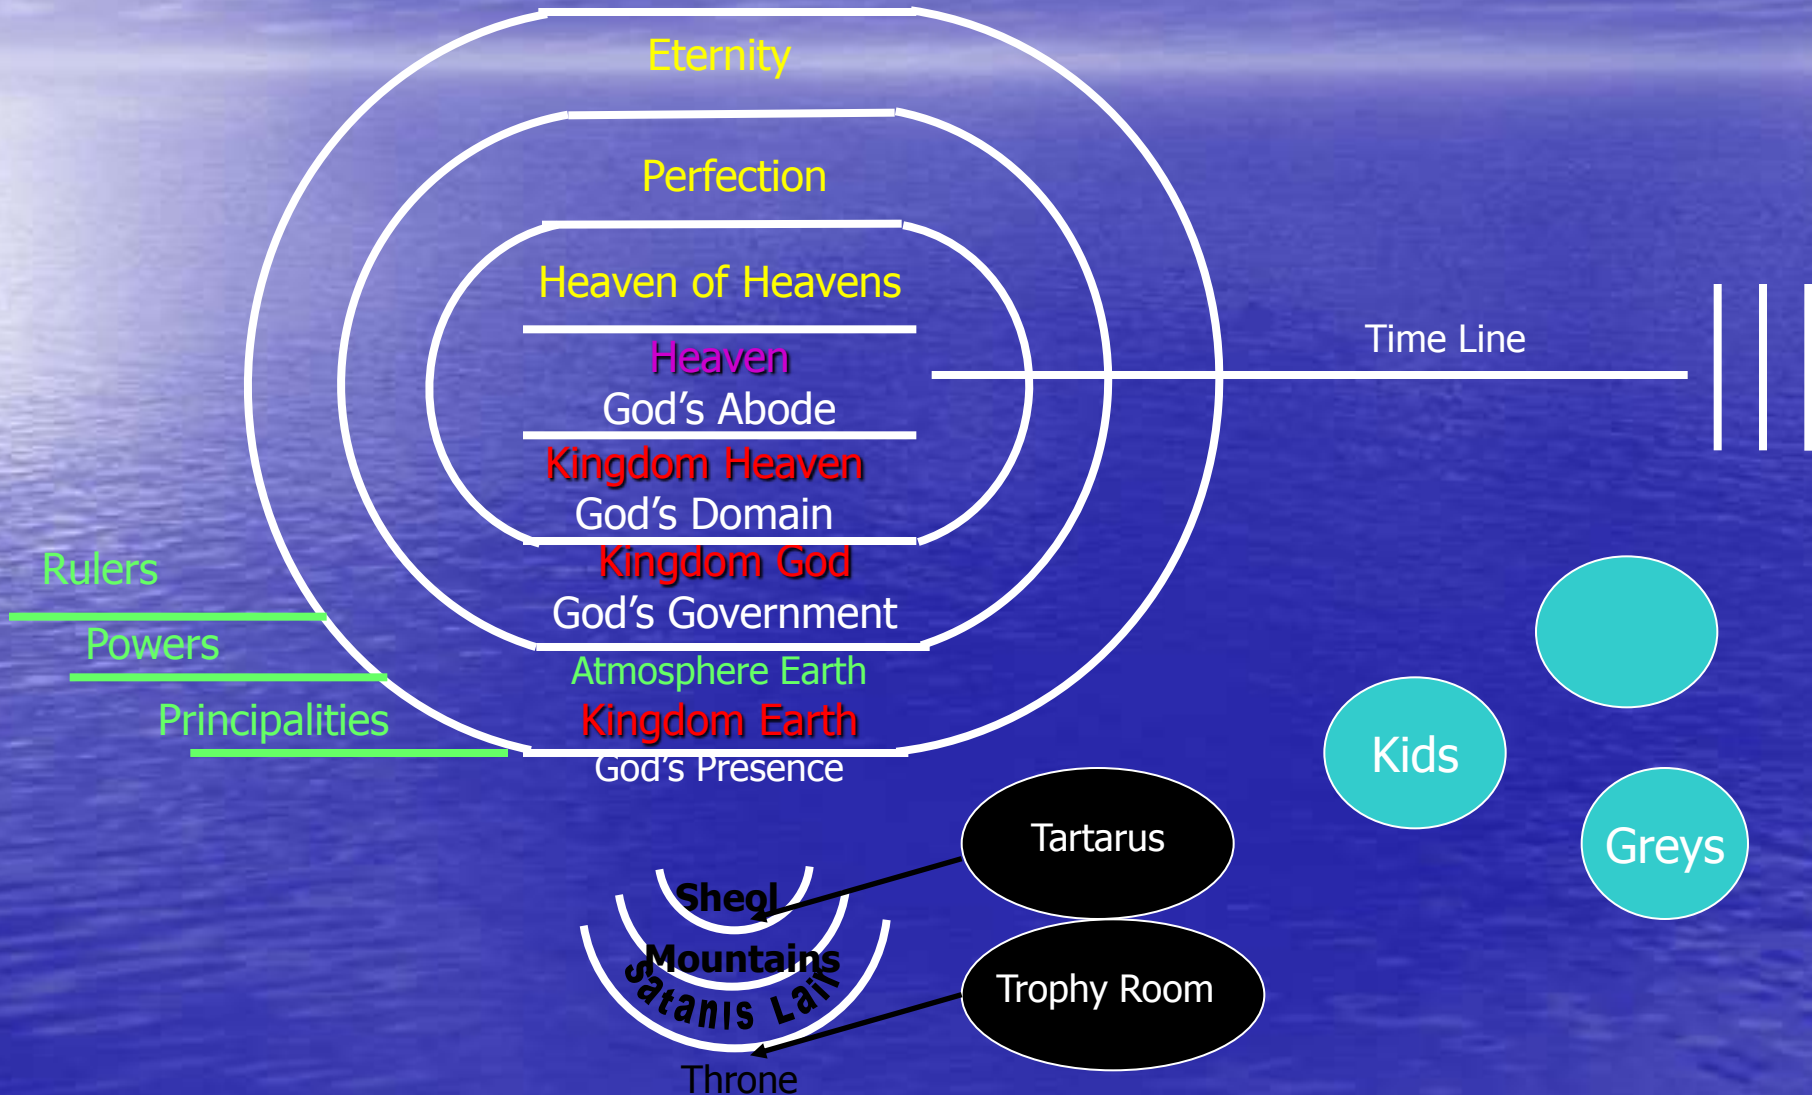 Eternity
Perfection
Heaven of Heavens
Heaven
God’s Abode
Kingdom Heaven
God’s Domain
Kingdom God
God’s Government
Atmosphere Earth
Kingdom Earth
God’s Presence
Time Line
Rulers
Powers
Principalities
Kids
Greys
Tartarus
Trophy Room
Sheol
Mountains
Satanis Lair
Throne